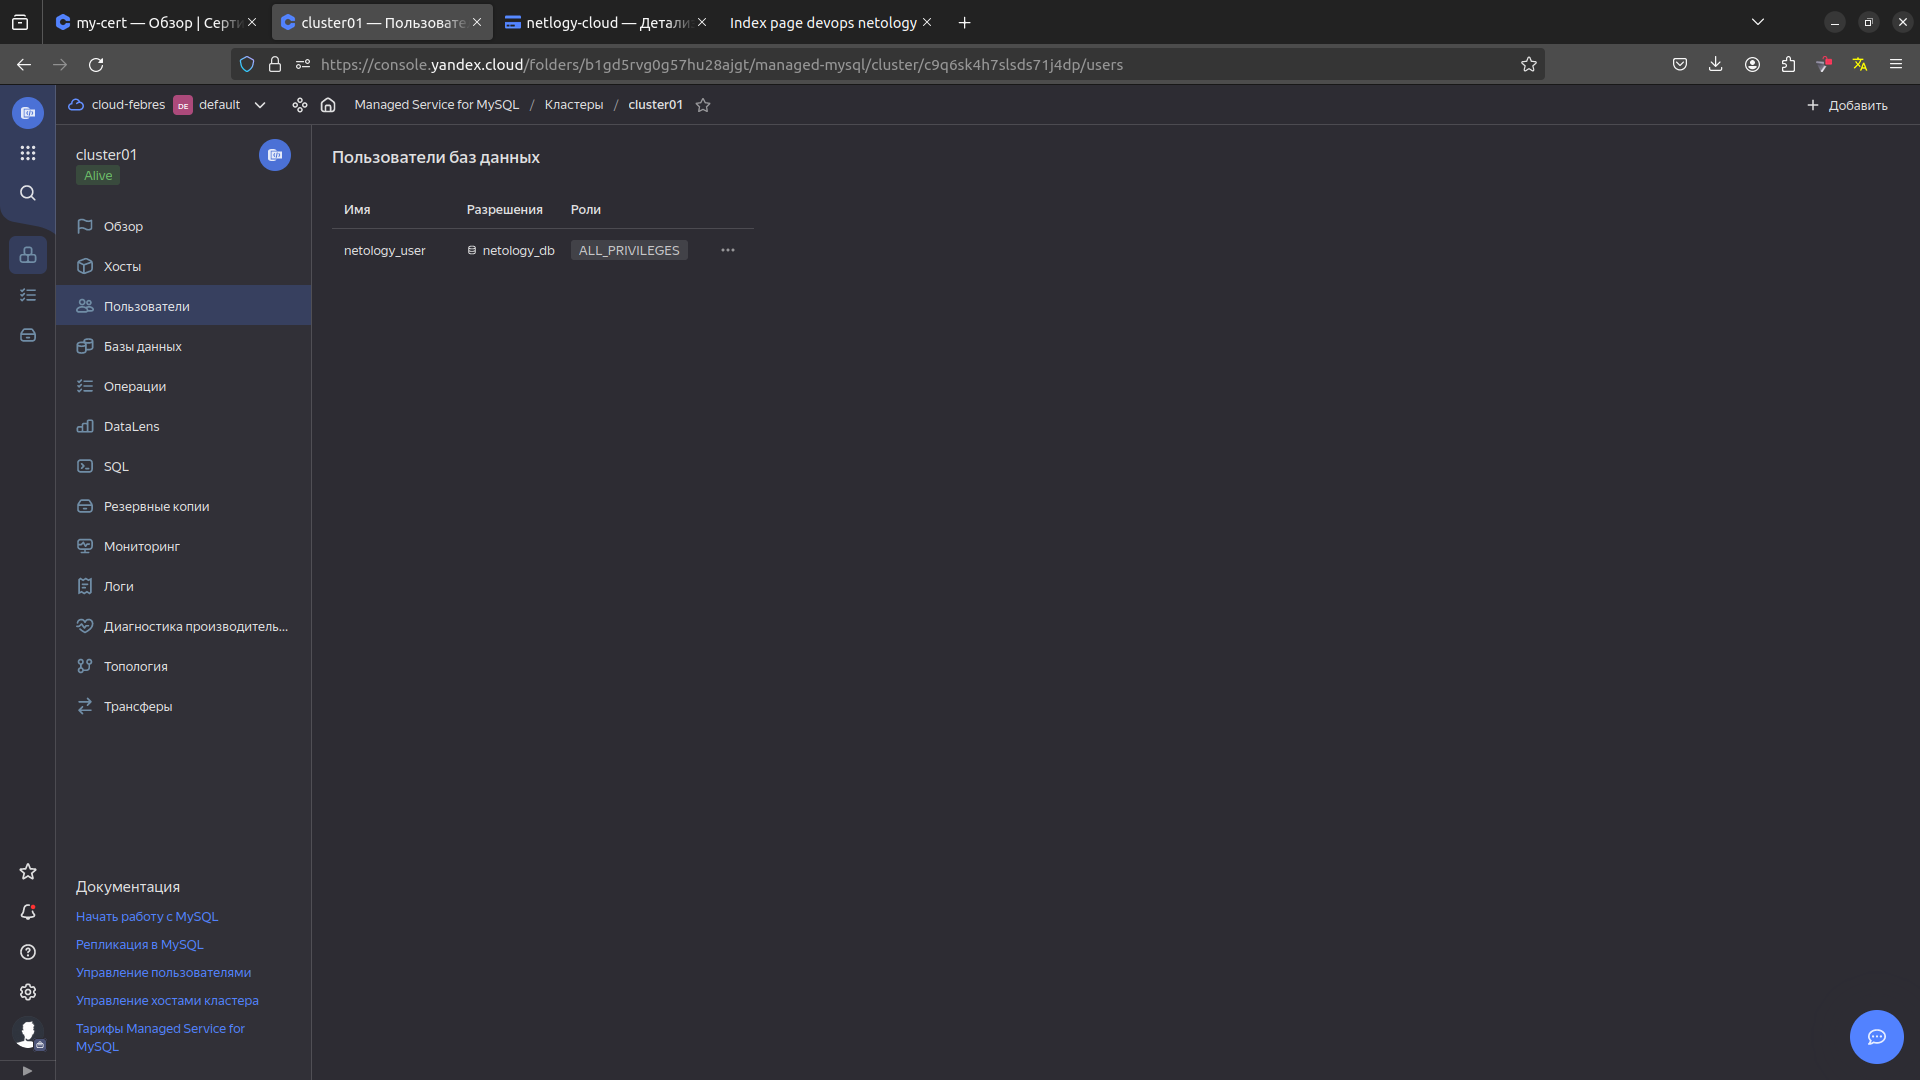 my-cert — Обзор | Серти
cluster01 — Пользовате
netlogy-cloud — Детали
Index page devops netology
https://console.yandex.cloud/folders/b1gd5rvg0g57hu28ajgt/managed-mysql/cluster/c9q6sk4h7slsds71j4dp/users
cloud-febres
DE
default
Managed Service for MySQL / Кластеры / cluster01
Добавить
cluster01
Alive
Обзор
Хосты
Пользователи
Базы данных
Операции
DataLens
SQL
Резервные копии
Мониторинг
Логи
Диагностика производитель...
Топология
Трансферы
Документация
Начать работу с MySQL
Репликация в MySQL
Управление пользователями
Управление хостами кластера
Тарифы Managed Service for
MySQL
Пользователи баз данных
Имя Разрешения Роли
netology_user netology_db ALL_PRIVILEGES